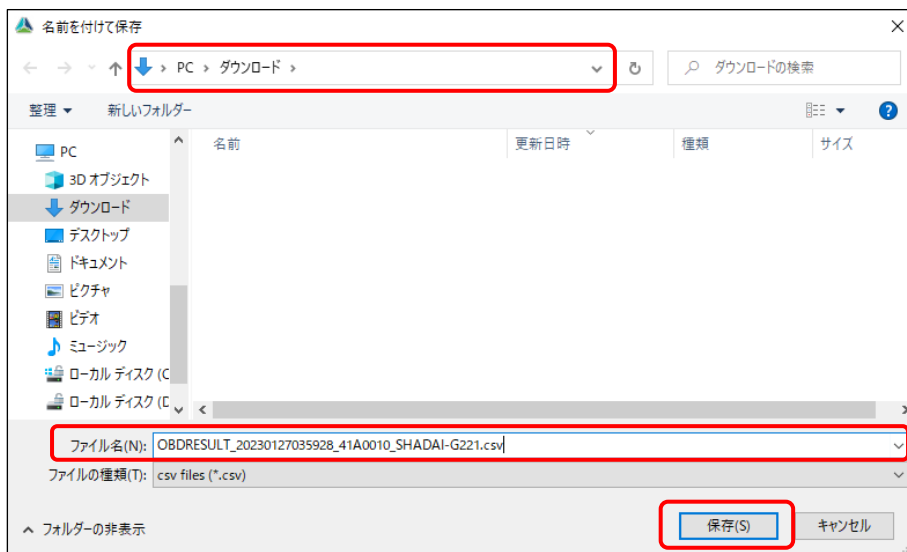 名前を付けて保存
PC › ダウンロード ›
ダウンロードの検索
整理 新しいフォルダー
名前 更新日時 種類 サイズ
PC
3D オブジェクト
ダウンロード
デスクトップ
ドキュメント
ピクチャ
ビデオ
ミュージック
ローカル ディスク (C
ローカル ディスク (D
ファイル名(N): OBDRESULT_20230127035928_41A0010_SHADAI-G221.csv
ファイルの種類(T): csv files (*.csv)
フォルダーの非表示
保存(S) キャンセル